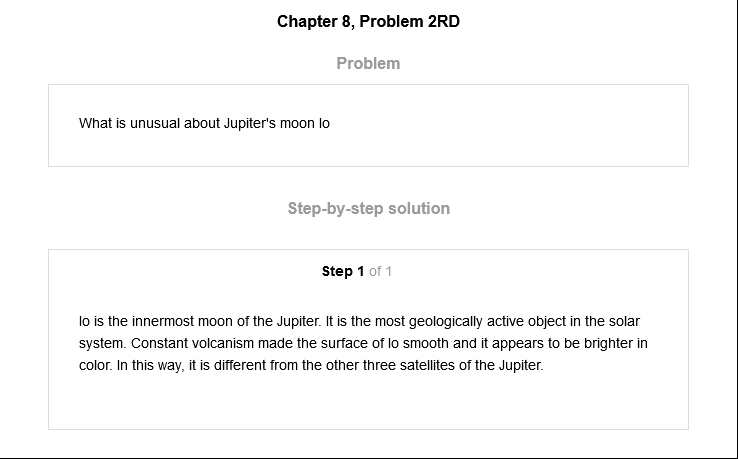 Chapter 8, Problem 2RD
Problem
What is unusual about Jupiter's moon Io
Step-by-step solution
Step 1 of 1
Io is the innermost moon of the Jupiter. It is the most geologically active object in the solar
system. Constant volcanism made the surface of Io smooth and it appears to be brighter in
color. In this way, it is different from the other three satellites of the Jupiter.